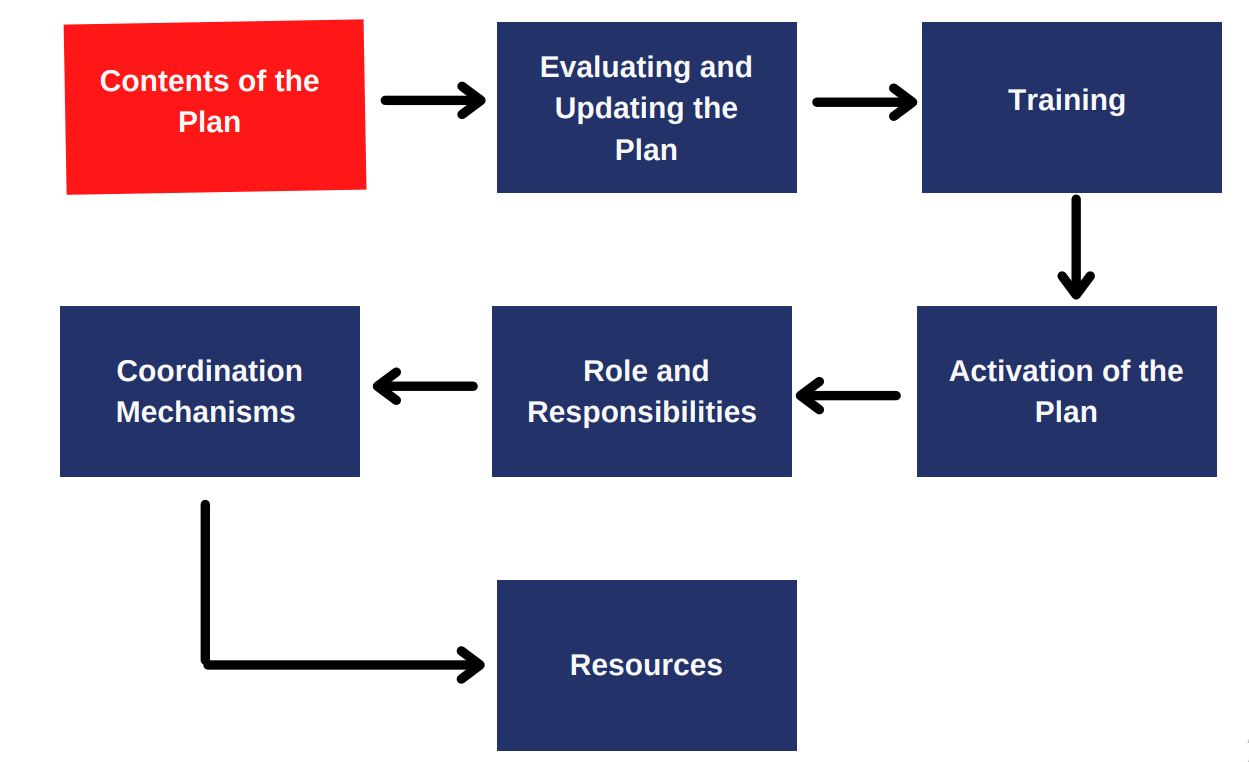 Contents of the
Plan
Evaluating and
Updating the
Plan
Training
Activation of the
Plan
Role and
Responsibilities
Coordination
Mechanisms
Resources